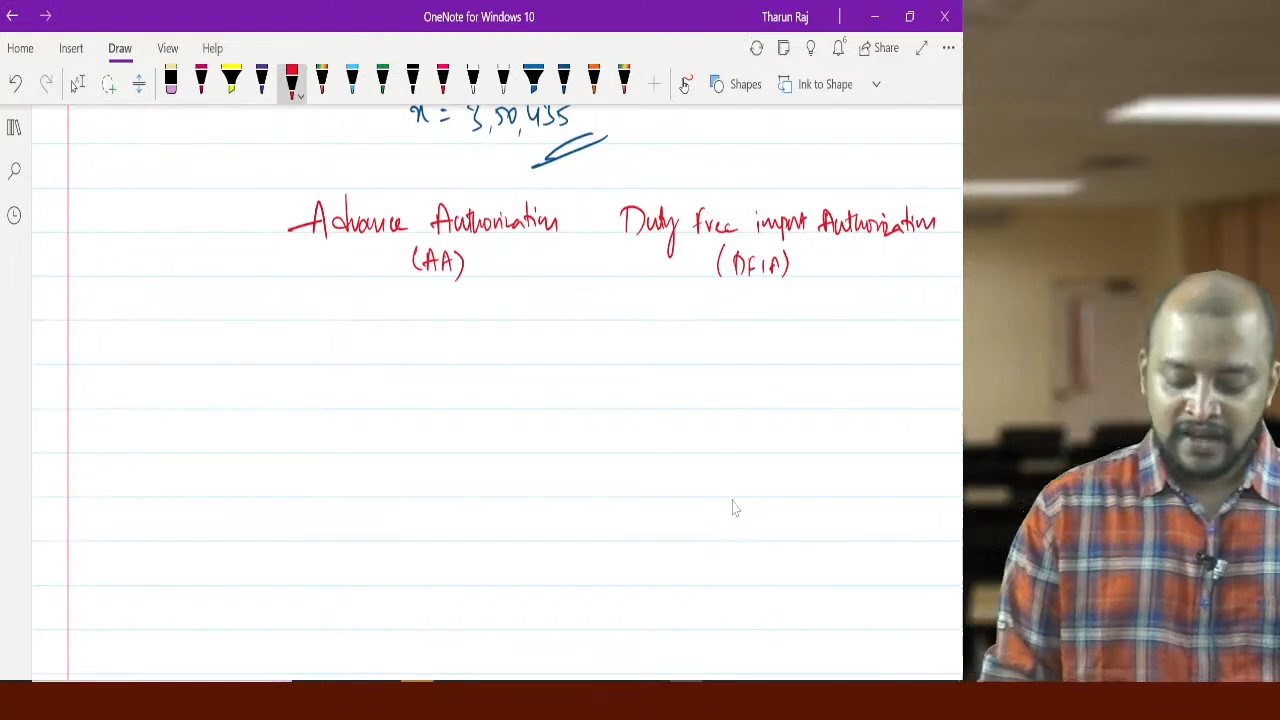 OneNote for Windows 10
Tharun Raj
Home Insert Draw View Help
6
Share
Shapes
Ink to Shape
x = 3,50,435
Advance Authorization
(AA)
Duty free import Authorization
(DFIA)